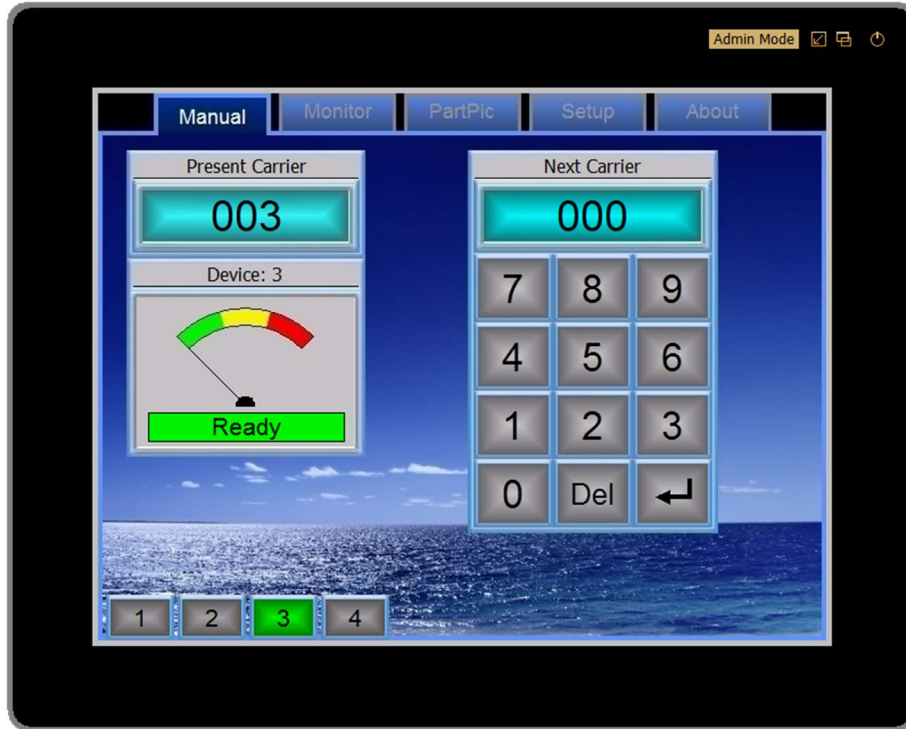 Admin Mode
Manual Monitor PartPic Setup About
Present Carrier
003
Device: 3
Ready
Next Carrier
000
7 8 9
4 5 6
1 2 3
0 Del
1 2 3 4